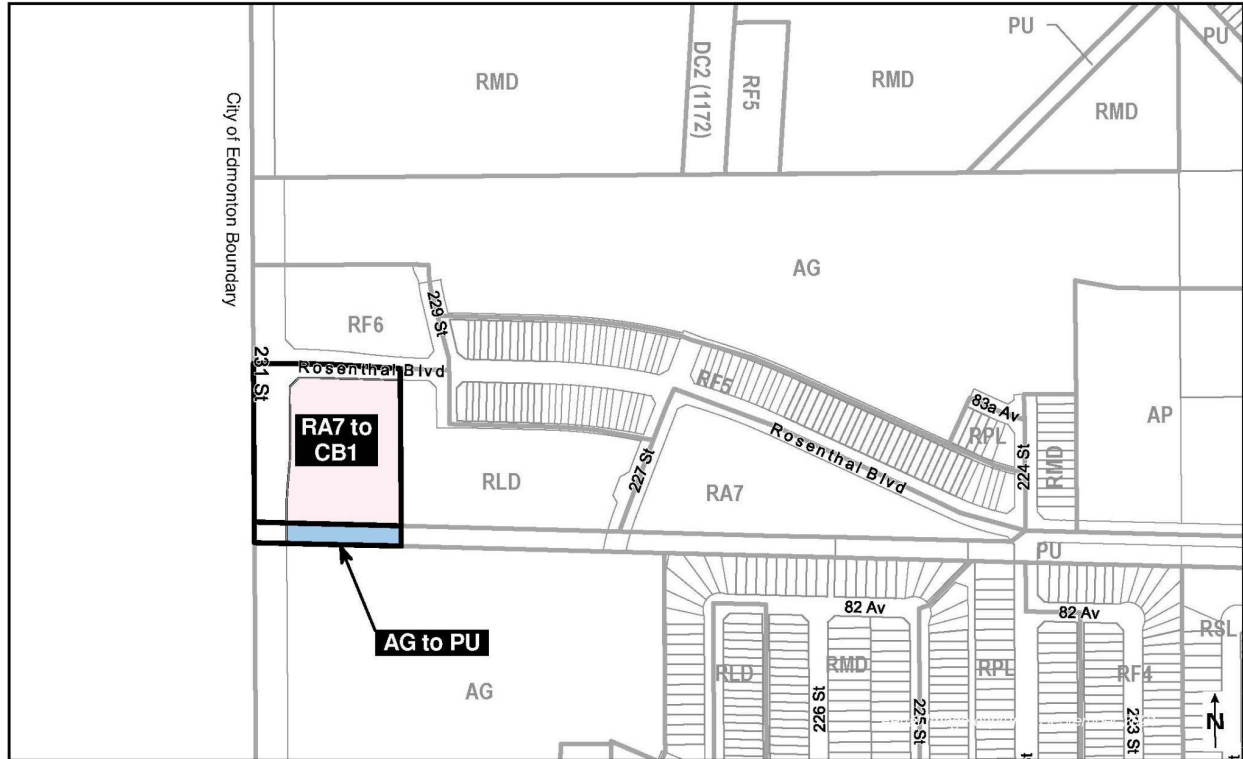 PU
PU
RMD
DC2 (1172)
RF5
RMD
RMD
City of Edmonton Boundary
AG
229 St
RF6
231 St
Rosenthal Blvd
RF5
83a Av
AP
RA7 to
CB1
RPL
224 St
RMD
RLD
227 St
RA7
Rosenthal Blvd
PU
82 Av
82 Av
AG to PU
RSL
AG
RLD
RMD
RPL
RF4
226 St
225 St
223 St
N